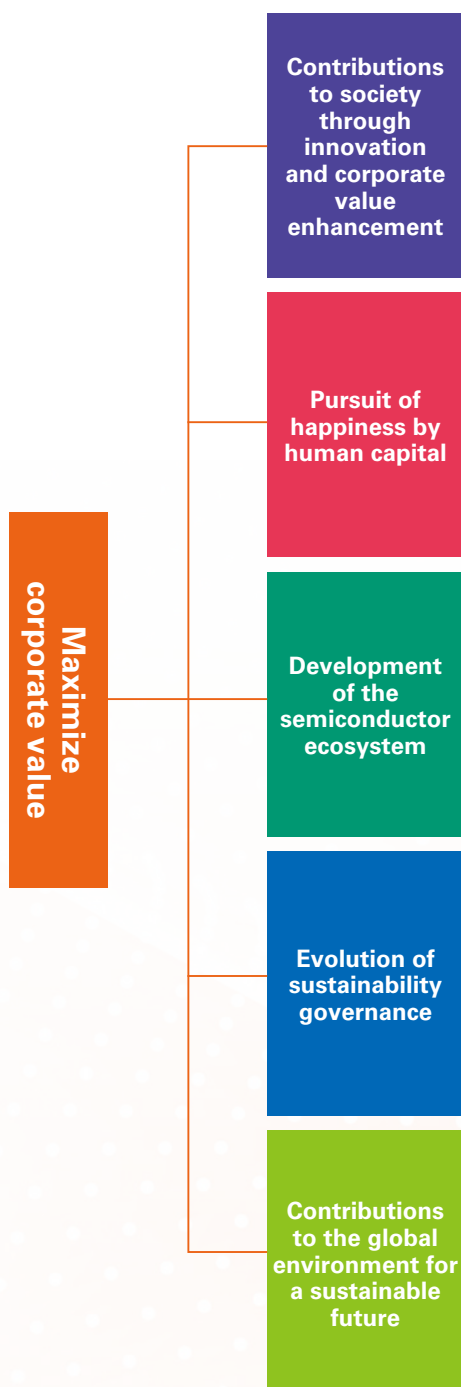 Maximize
corporate value
Contributions
to society
through
innovation
and corporate
value
enhancement
Pursuit of
happiness by
human capital
Development
of the
semiconductor
ecosystem
Evolution of
sustainability
governance
Contributions
to the global
environment for
a sustainable
future